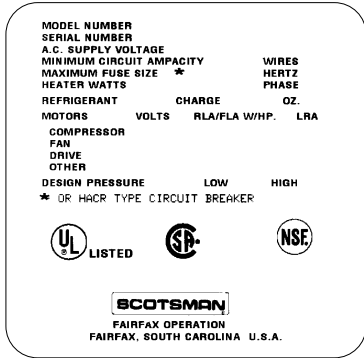 MODEL NUMBER
SERIAL NUMBER
A.C. SUPPLY VOLTAGE
MINIMUM CIRCUIT AMPACITY WIRES
MAXIMUM FUSE SIZE * HERTZ
HEATER WATTS PHASE
REFRIGERANT CHARGE OZ.
MOTORS VOLTS RLA/FLA W/HP. LRA
COMPRESSOR
FAN
DRIVE
OTHER
DESIGN PRESSURE LOW HIGH
* OR HACR TYPE CIRCUIT BREAKER
UL LISTED SA NSF.
SCOTSMAN
FAIRFAX OPERATION
FAIRFAX, SOUTH CAROLINA U.S.A.